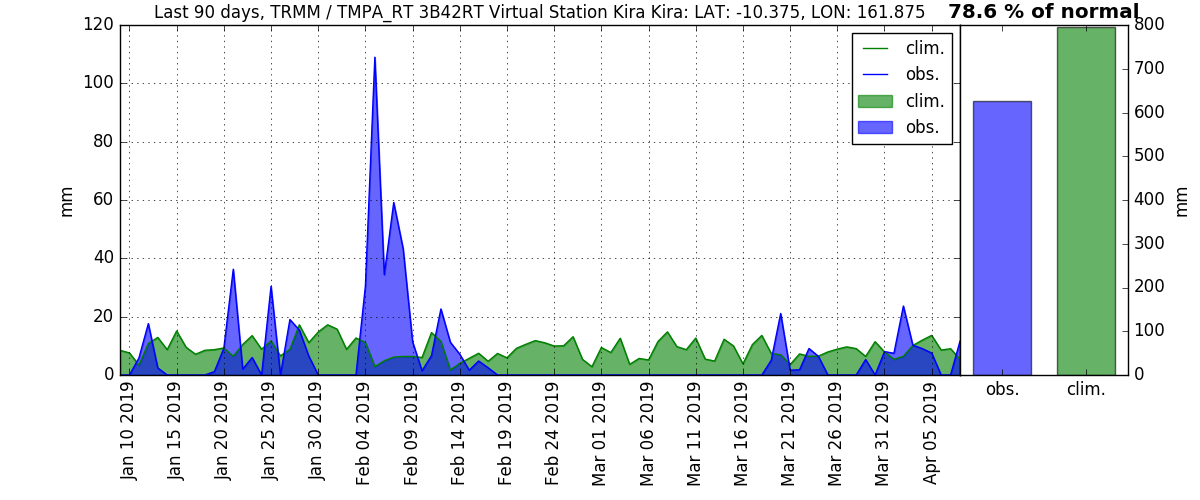 Last 90 days, TRMM / TMPA_RT 3B42RT Virtual Station Kira Kira: LAT: -10.375, LON: 161.875
78.6 % of normal
120
100
80
60
40
20
0
mm
clim.
obs.
clim.
obs.
800
700
600
500
400
300
200
100
0
mm
obs.
clim.
Jan 10 2019
Jan 15 2019
Jan 20 2019
Jan 25 2019
Jan 30 2019
Feb 04 2019
Feb 09 2019
Feb 14 2019
Feb 19 2019
Feb 24 2019
Mar 01 2019
Mar 06 2019
Mar 11 2019
Mar 16 2019
Mar 21 2019
Mar 26 2019
Mar 31 2019
Apr 05 2019